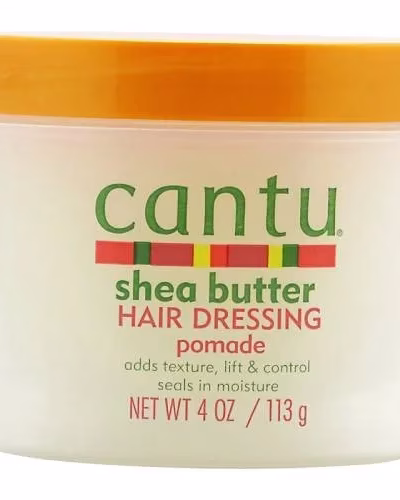 cantu®
shea butter
HAIR DRESSING
pomade
adds texture, lift & control
seals in moisture
NET WT 4 OZ / 113 g